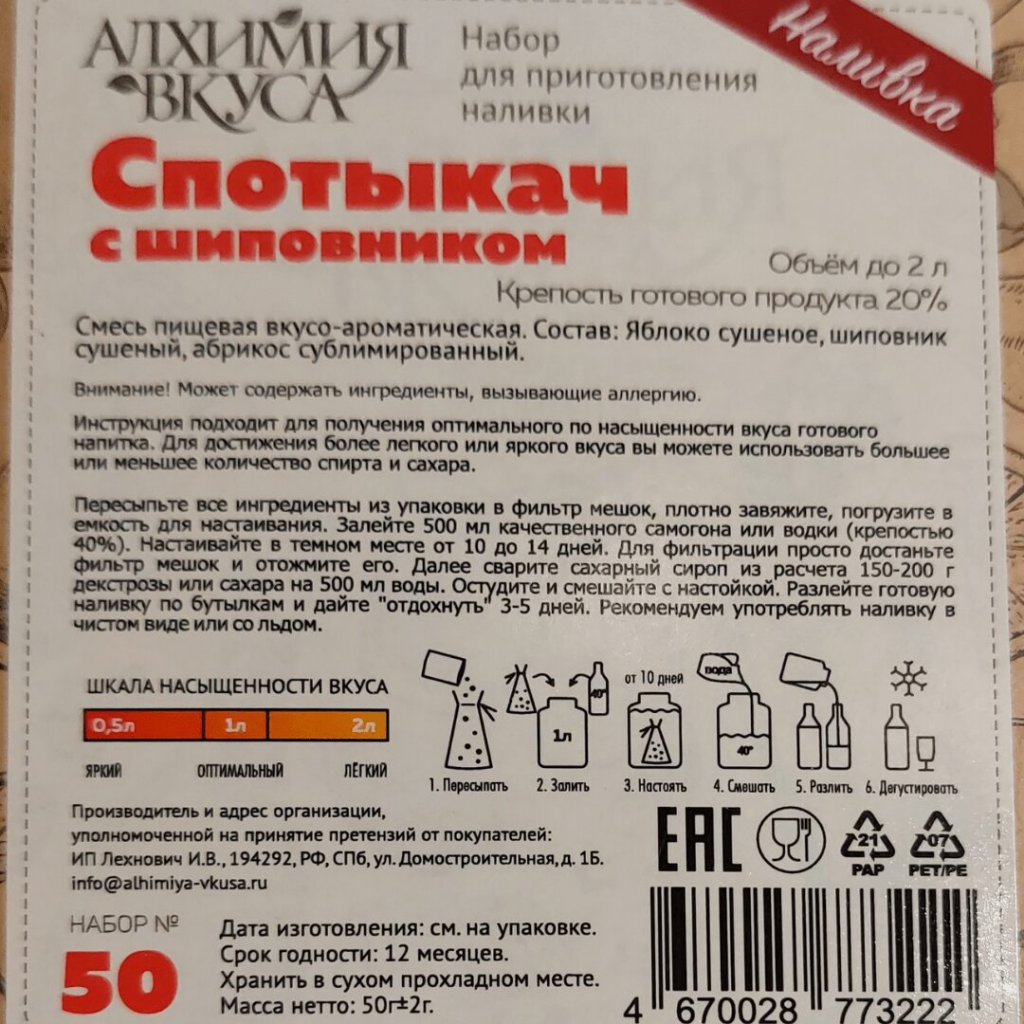 АЛХИМИЯ
ВКУСА
Набор
для приготовления
наливки
Наливка
Спотыкач
с шиповником
Объём до 2 л
Крепость готового продукта 20%
Смесь пищевая вкусо-ароматическая. Состав: Яблоко сушеное, шиповник
сушеный, абрикос сублимированный.
Внимание! Может содержать ингредиенты, вызывающие аллергию.
Инструкция подходит для получения оптимального по насыщенности вкуса готового
напитка. Для достижения более легкого или яркого вкуса вы можете использовать большее
или меньшее количество спирта и сахара.
Пересыпьте все ингредиенты из упаковки в фильтр мешок, плотно завяжите, погрузите в
емкость для настаивания. Залейте 500 мл качественного самогона или водки (крепостью
40%). Настаивайте в темном месте от 10 до 14 дней. Для фильтрации просто достаньте
фильтр мешок и отожмите его. Далее сварите сахарный сироп из расчета 150-200 г
декстрозы или сахара на 500 мл воды. Остудите и смешайте с настойкой. Разлейте готовую
наливку по бутылкам и дайте "отдохнуть" 3-5 дней. Рекомендуем употреблять наливку в
чистом виде или со льдом.
ШКАЛА НАСЫЩЕННОСТИ ВКУСА
0,5л 1л 2л
ЯРКИЙ ОПТИМАЛЬНЫЙ ЛЁГКИЙ
40°
1л
от 10 дней
вода
40°
1. Пересыпать 2. Залить 3. Настоять 4. Смешать 5. Разлить 6. Дегустировать
Производитель и адрес организации,
уполномоченной на принятие претензий от покупателей:
ИП Лехнович И.В., 194292, РФ, СПб, ул. Домостроительная, д. 1Б.
info@alhimiya-vkusa.ru
ЕАС
21
PAP
07
PET/PE
НАБОР №
50
Дата изготовления: см. на упаковке.
Срок годности: 12 месяцев.
Хранить в сухом прохладном месте.
Масса нетто: 50г±2г.
4 670028 773222